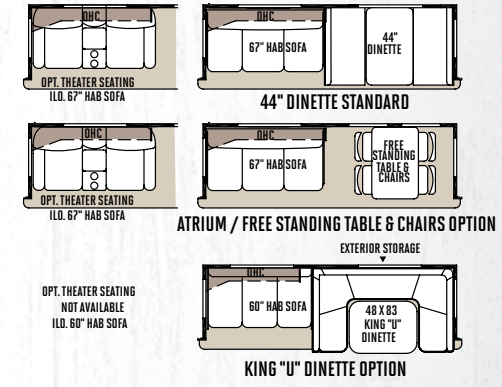 OHC
OPT. THEATER SEATING
ILO. 67" HAB SOFA
OHC
67" HAB SOFA
44"
DINETTE
44" DINETTE STANDARD
OHC
OPT. THEATER SEATING
ILO. 67" HAB SOFA
OHC
67" HAB SOFA
FREE
STANDING
TABLE &
CHAIRS
ATRIUM / FREE STANDING TABLE & CHAIRS OPTION
EXTERIOR STORAGE
OPT. THEATER SEATING
NOT AVAILABLE
ILO. 60" HAB SOFA
OHC
60" HAB SOFA
48 X 83
KING "U"
DINETTE
KING "U" DINETTE OPTION